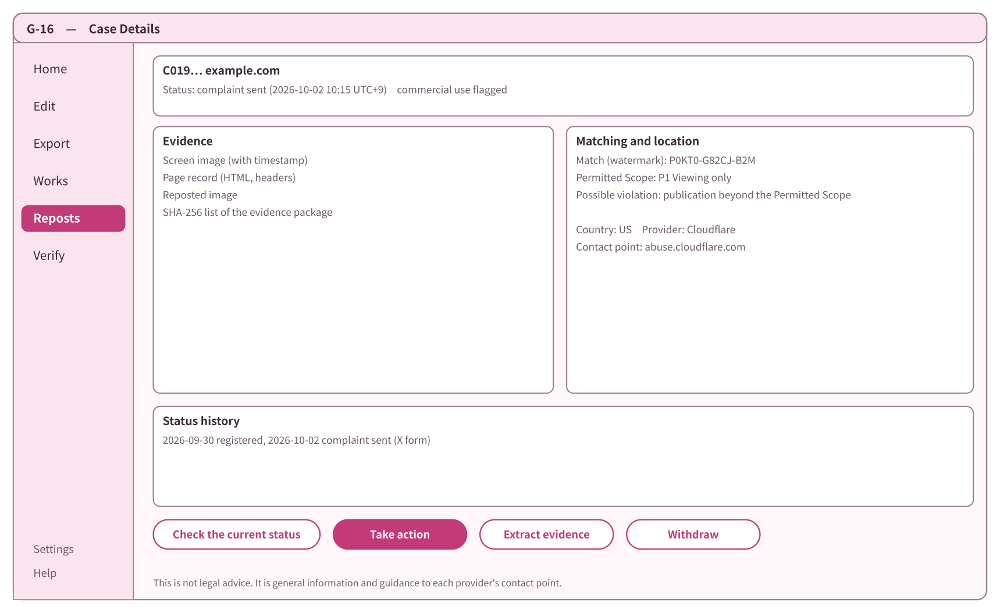 G-16 — Case Details
Home
Edit
Export
Works
Reposts
Verify
Settings
Help
C019… example.com
Status: complaint sent (2026-10-02 10:15 UTC+9) commercial use flagged
Evidence
Screen image (with timestamp)
Page record (HTML, headers)
Reposted image
SHA-256 list of the evidence package
Matching and location
Match (watermark): P0KT0-G82CJ-B2M
Permitted Scope: P1 Viewing only
Possible violation: publication beyond the Permitted Scope
Country: US Provider: Cloudflare
Contact point: abuse.cloudflare.com
Status history
2026-09-30 registered, 2026-10-02 complaint sent (X form)
Check the current status
Take action
Extract evidence
Withdraw
This is not legal advice. It is general information and guidance to each provider's contact point.